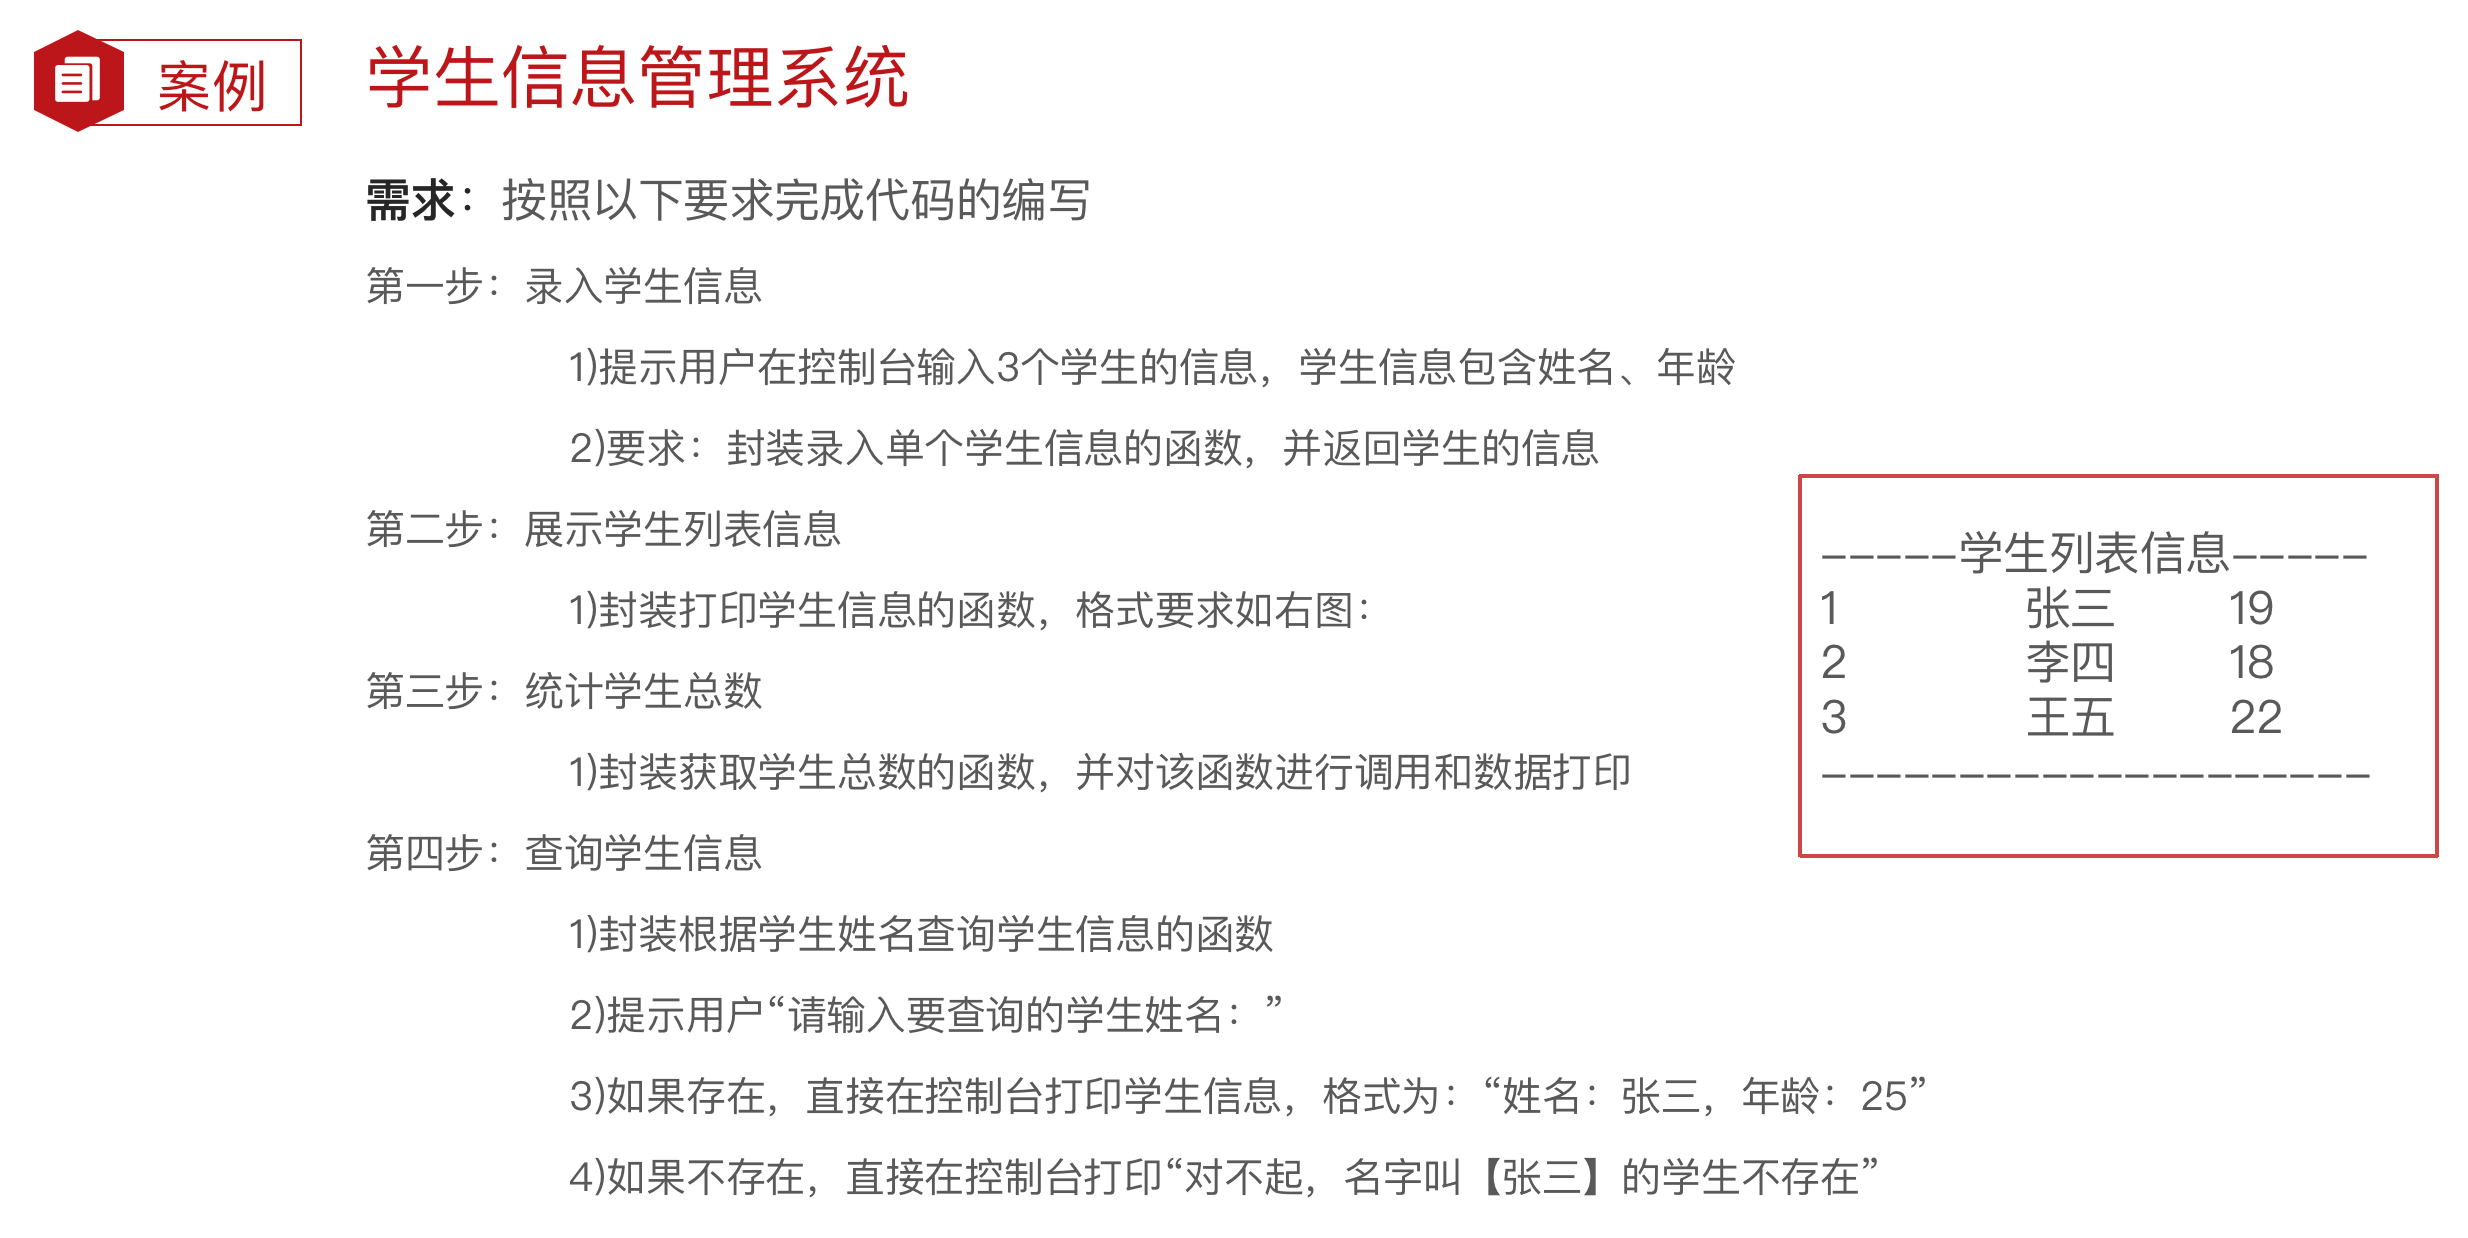 案例
学生信息管理系统
需求：按照以下要求完成代码的编写
第一步：录入学生信息
1)提示用户在控制台输入3个学生的信息，学生信息包含姓名、年龄
2)要求：封装录入单个学生信息的函数，并返回学生的信息
第二步：展示学生列表信息
1)封装打印学生信息的函数，格式要求如右图：
第三步：统计学生总数
1)封装获取学生总数的函数，并对该函数进行调用和数据打印
第四步：查询学生信息
1)封装根据学生姓名查询学生信息的函数
2)提示用户“请输入要查询的学生姓名：”
3)如果存在，直接在控制台打印学生信息，格式为：“姓名：张三，年龄：25”
4)如果不存在，直接在控制台打印“对不起，名字叫【张三】的学生不存在”
-----学生列表信息-----
1 张三 19
2 李四 18
3 王五 22
--------------------